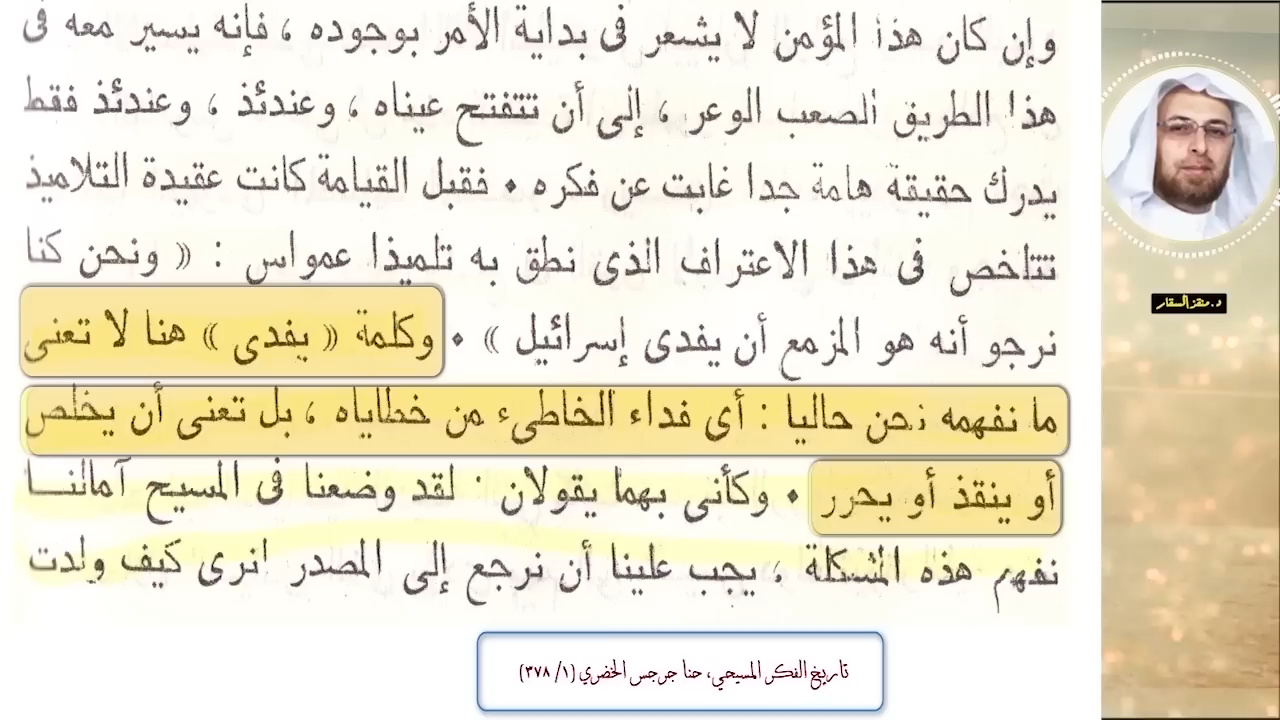 وإن كان هذا المؤمن لا يشعر فى بداية الأمر بوجوده ، فإنه يسير معه فى
هذا الطريق الصعب الوعر ، إلى أن تتفتح عيناه ، وعندئذ ، وعندئذ فقط
يدرك حقيقة هامة جدا غابت عن فكره . فقبل القيامة كانت عقيدة التلاميذ
تتلخص فى هذا الاعتراف الذى نطق به تلميذا عمواس : « ونحن كنا
نرجو أنه هو المزمع أن يفدى إسرائيل » . وكلمة « يفدى » هنا لا تعنى
ما نفهمه نحن حاليا : أى فداء الخاطىء من خطاياه ، بل تعنى أن يخلص
أو ينقذ أو يحرر . وكأنى بهما يقولان : لقد وضعنا فى المسيح آمالنـــا
نفهم هذه المشكلة ، يجب علينا أن نرجع إلى المصدر لنرى كيف ولدت
تاريخ الفكر المسيحي، حنا جرجس الخضري (١/ ٣٧٨)
د. منقذ السقار